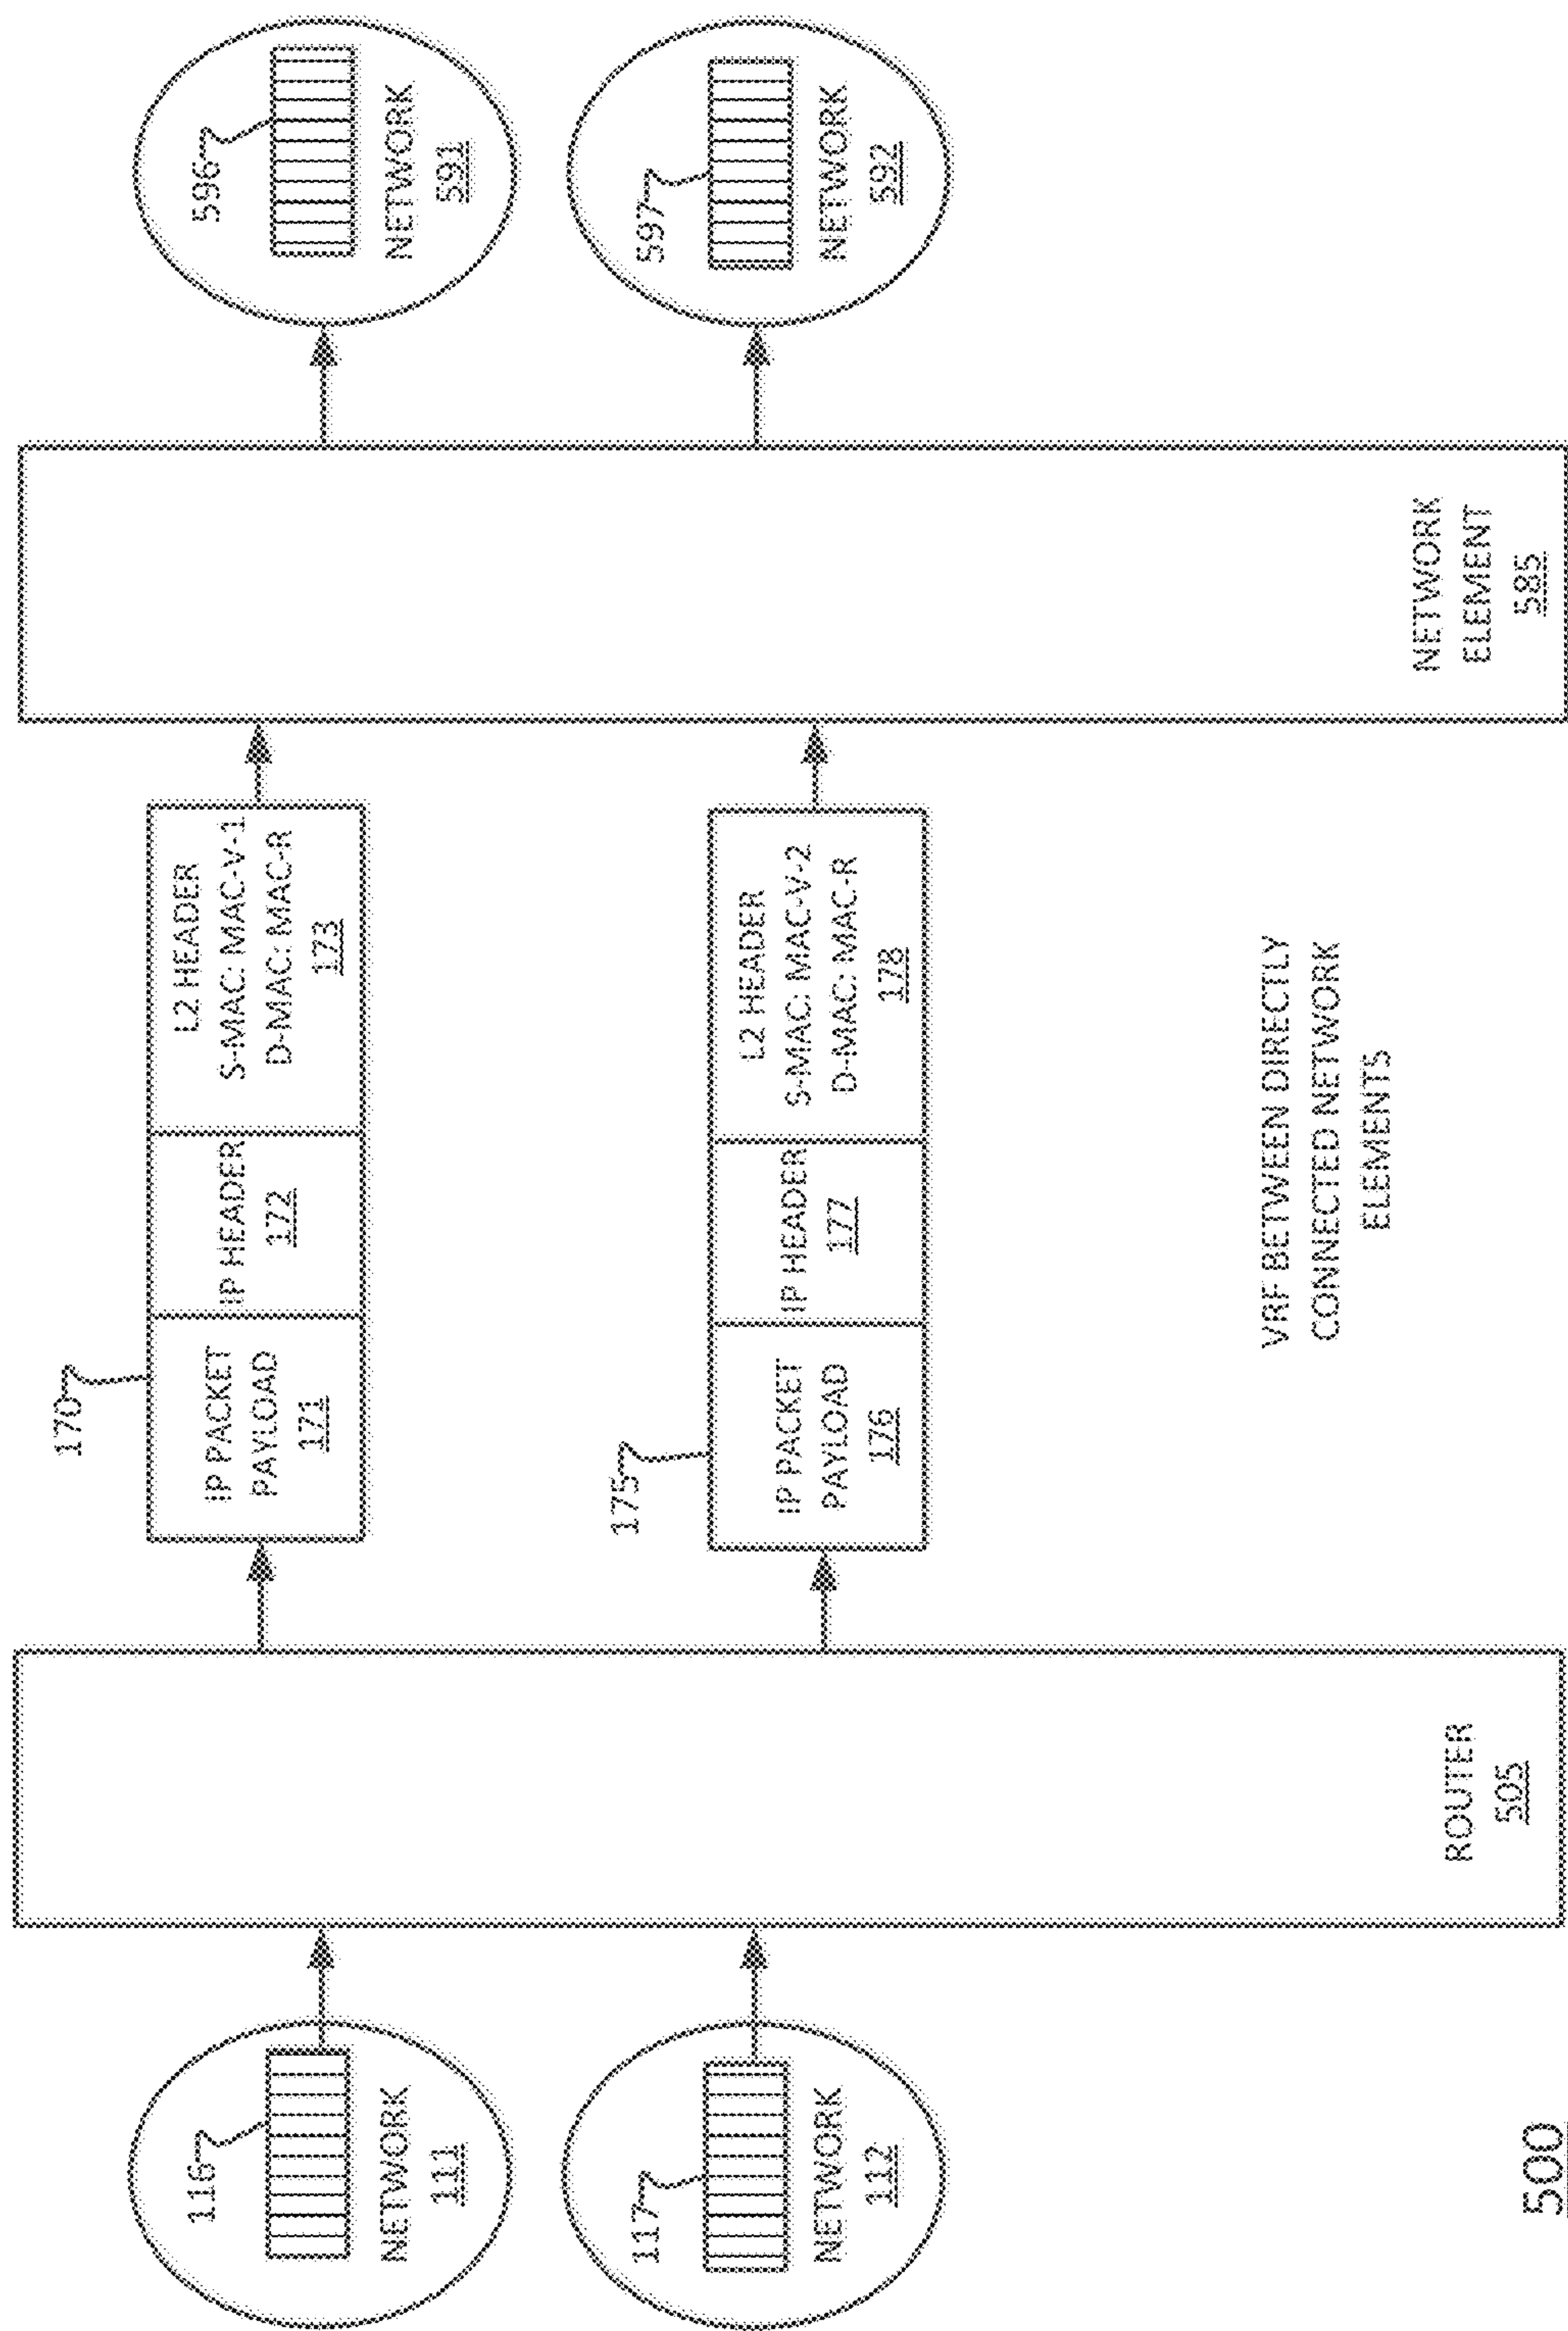 116
NETWORK
111
117
NETWORK
112
500
ROUTER
505
170
IP PACKET
PAYLOAD
171
IP HEADER
172
L2 HEADER
S-MAC: MAC-V-1
D-MAC: MAC-R
173
175
IP PACKET
PAYLOAD
176
IP HEADER
177
L2 HEADER
S-MAC: MAC-V-2
D-MAC: MAC-R
178
VRF BETWEEN DIRECTLY
CONNECTED NETWORK
ELEMENTS
NETWORK
ELEMENT
585
596
NETWORK
591
597
NETWORK
592